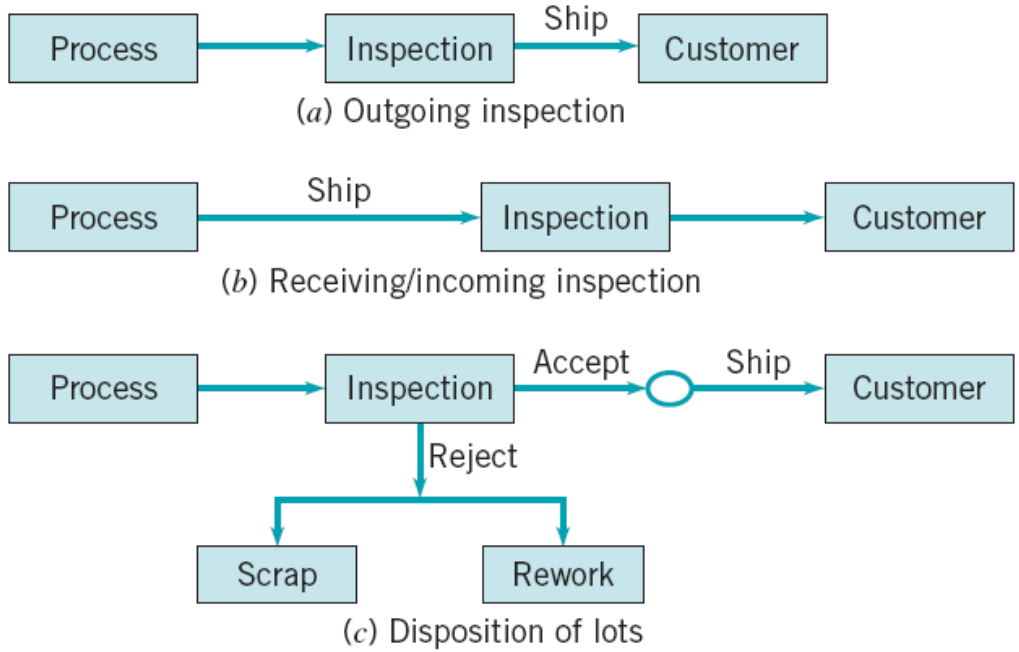 Ship
Process Inspection Customer
(a) Outgoing inspection
Ship
Process Inspection Customer
(b) Receiving/incoming inspection
Accept Ship
Process Inspection Customer
Reject
Scrap Rework
(c) Disposition of lots